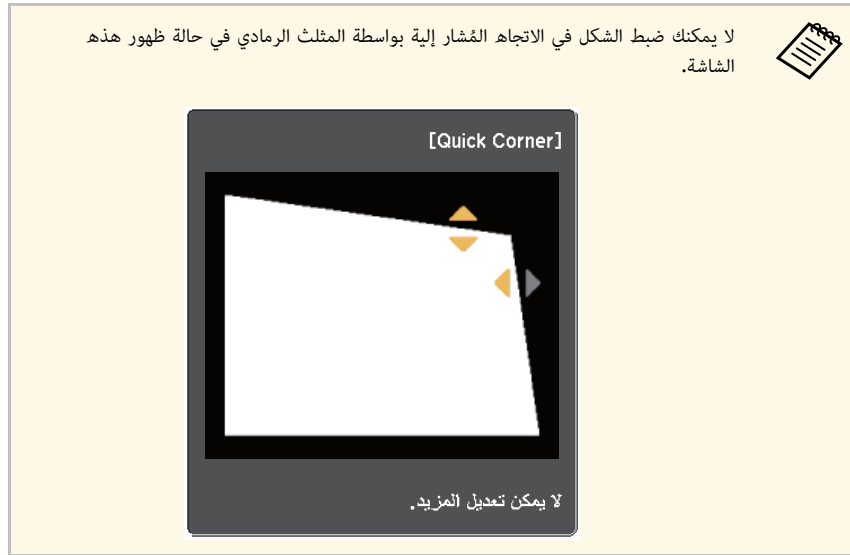 لا يمكنك ضبط الشكل في الاتجاه المُشار إلية بواسطة المثلث الرمادي في حالة ظهور هذه
الشاشة.
[Quick Corner]
لا يمكن تعديل المزيد.